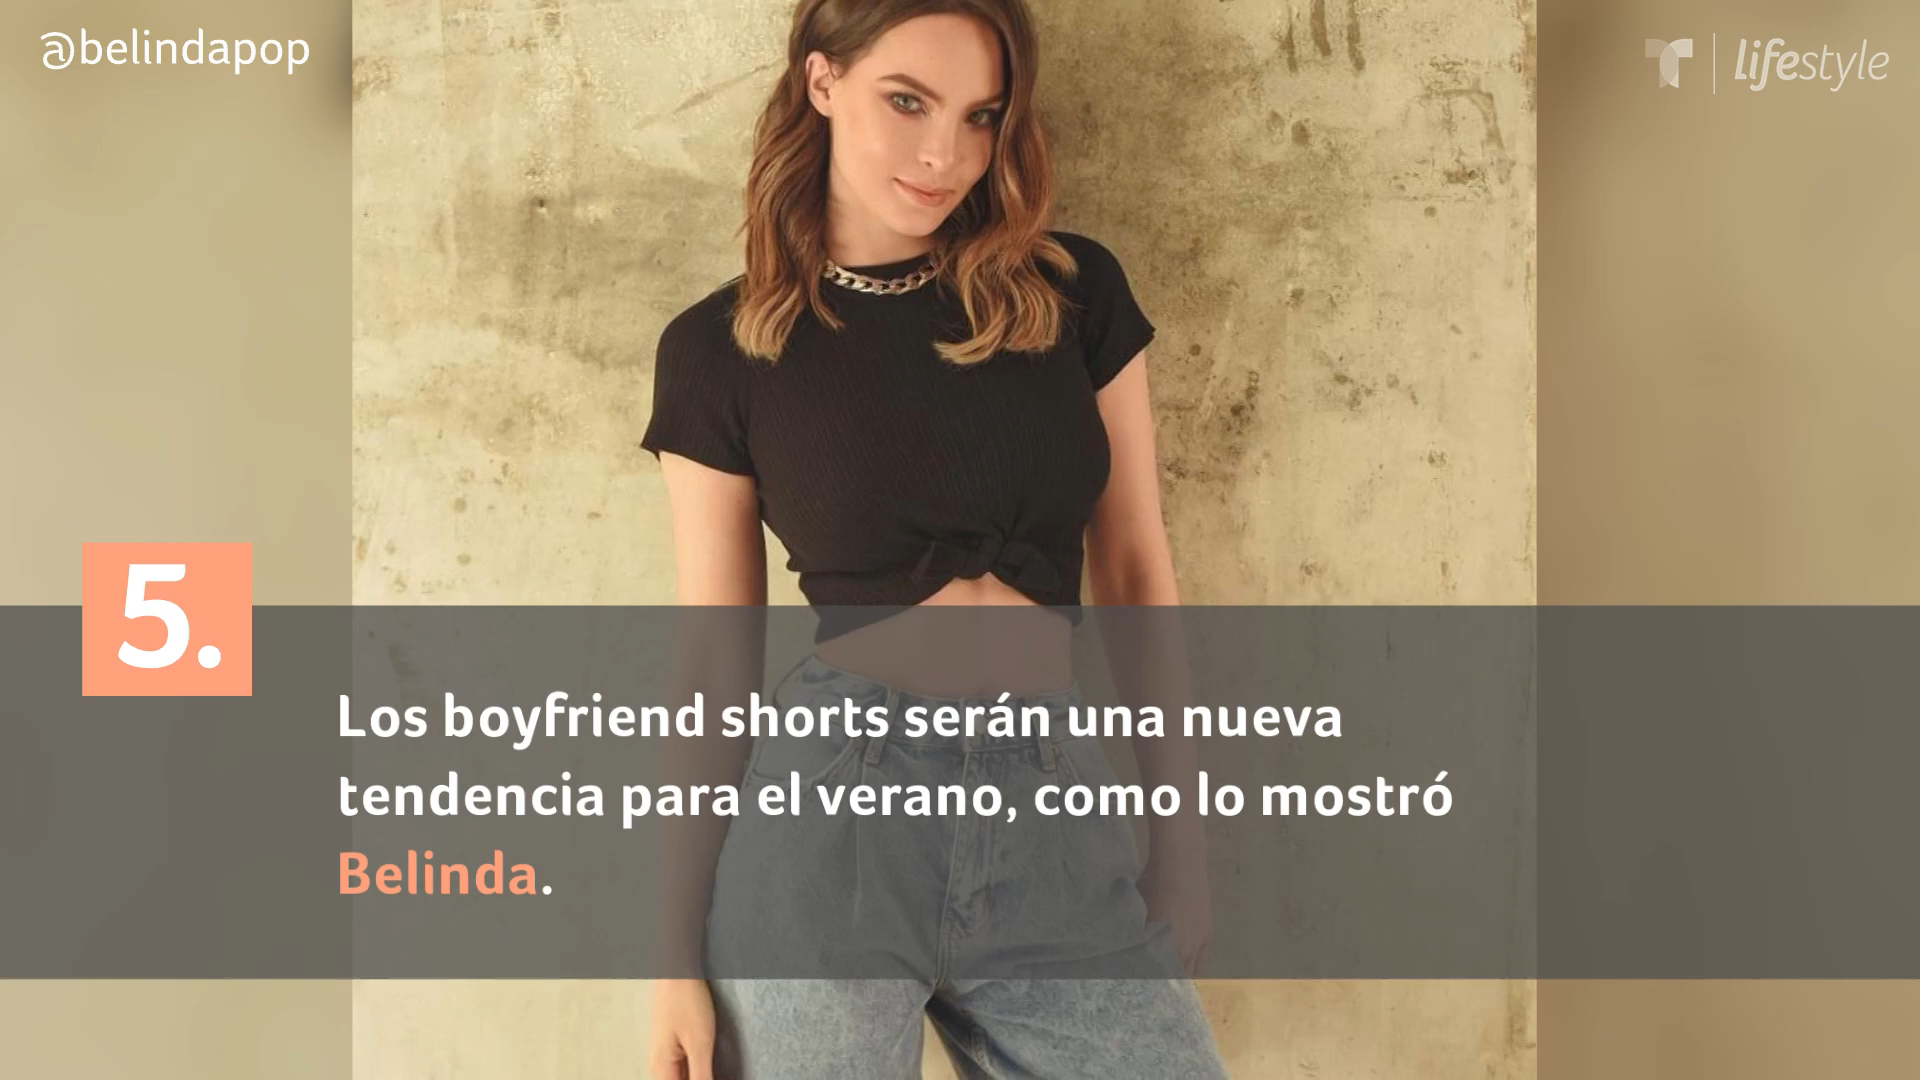 @belindapop
lifestyle
5.
Los boyfriend shorts serán una nueva
tendencia para el verano, como lo mostró
Belinda.